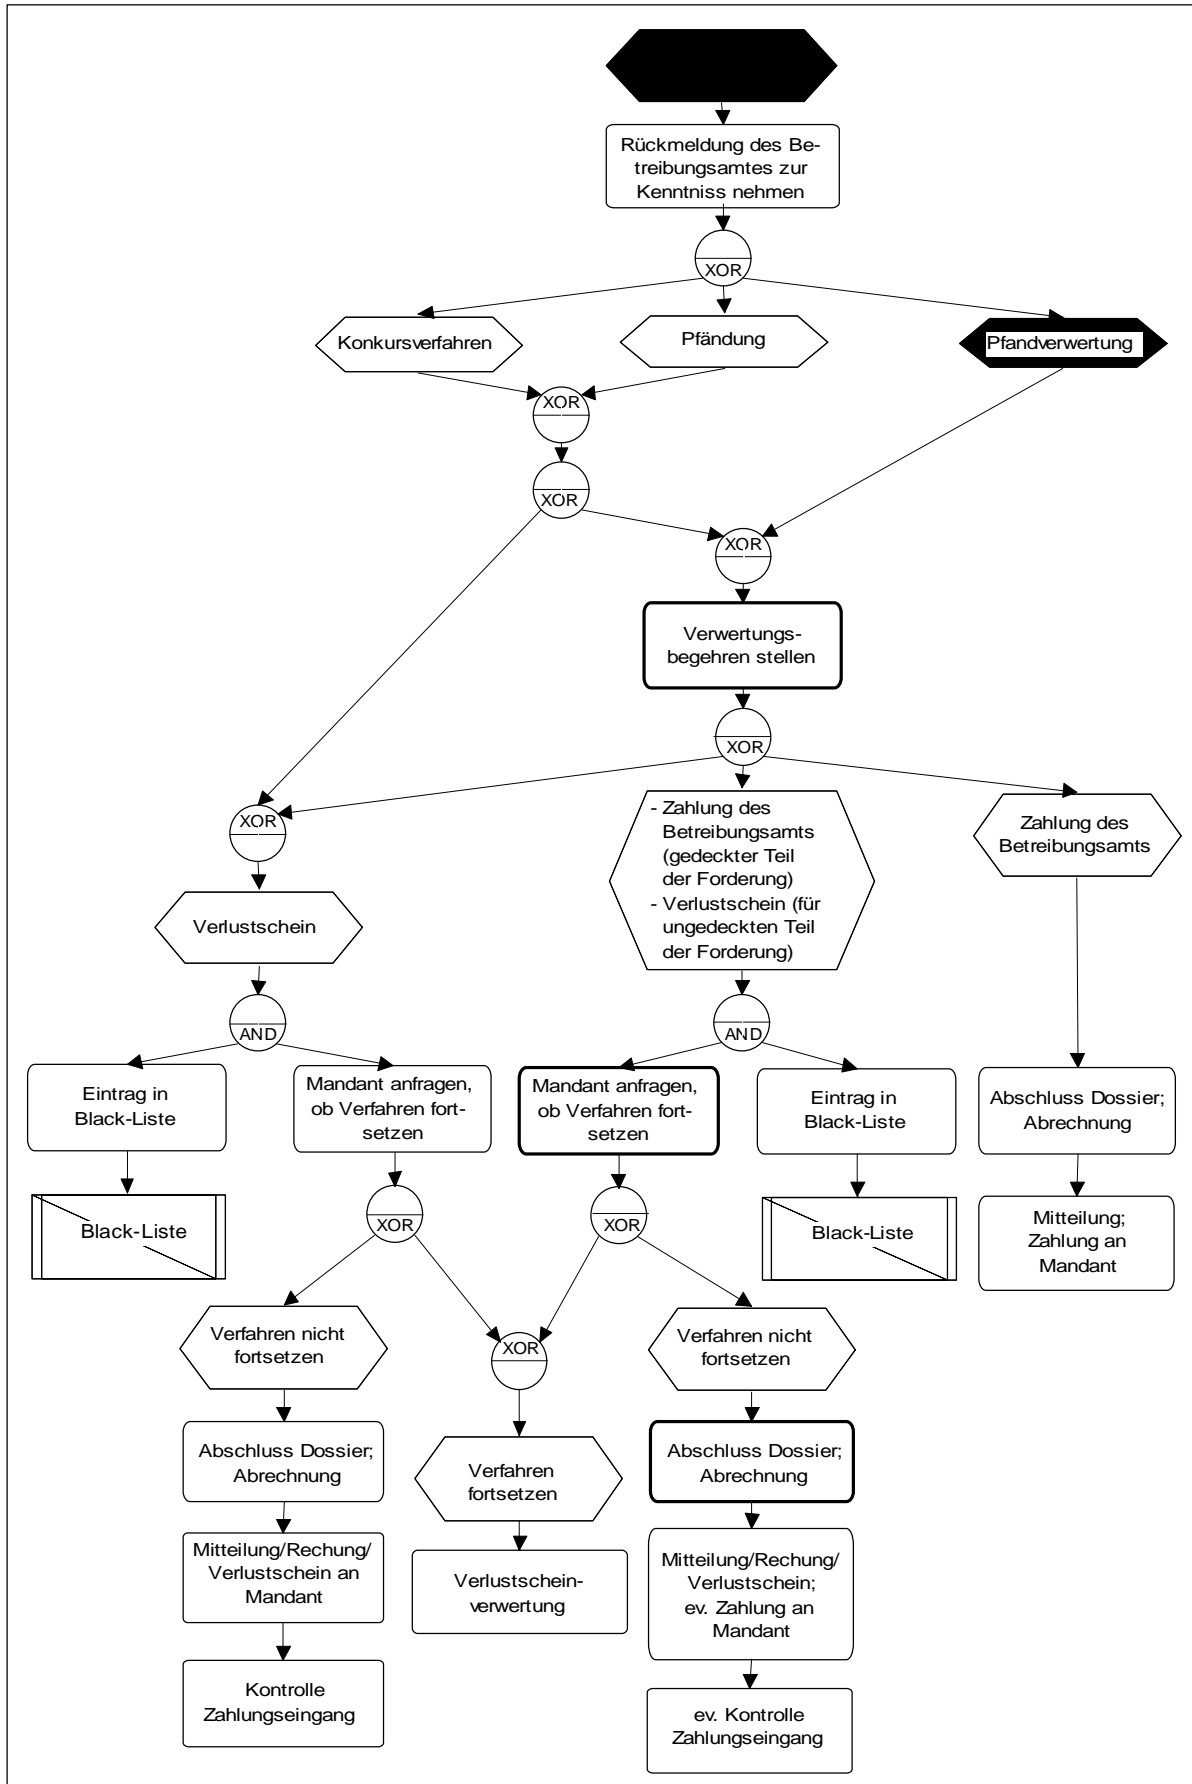 Rückmeldung des Be-
treibungsamtes zur
Kenntniss nehmen
XOR
Konkursverfahren
Pfändung
Pfandverwertung
XOR
XOR
XOR
Verwertungs-
begehren stellen
XOR
XOR
- Zahlung des
Betreibungsamts
(gedeckter Teil
der Forderung)
- Verlustschein (für
ungedeckten Teil
der Forderung)
Zahlung des
Betreibungsamts
Verlustschein
AND
AND
Eintrag in
Black-Liste
Mandant anfragen,
ob Verfahren fort-
setzen
Mandant anfragen,
ob Verfahren fort-
setzen
Eintrag in
Black-Liste
Abschluss Dossier;
Abrechnung
Black-Liste
XOR
XOR
Black-Liste
Mitteilung;
Zahlung an
Mandant
Verfahren nicht
fortsetzen
XOR
Verfahren nicht
fortsetzen
Abschluss Dossier;
Abrechnung
Verfahren
fortsetzen
Abschluss Dossier;
Abrechnung
Mitteilung/Rechung/
Verlustschein an
Mandant
Verlustschein-
verwertung
Mitteilung/Rechung/
Verlustschein;
ev. Zahlung an
Mandant
Kontrolle
Zahlungseingang
ev. Kontrolle
Zahlungseingang